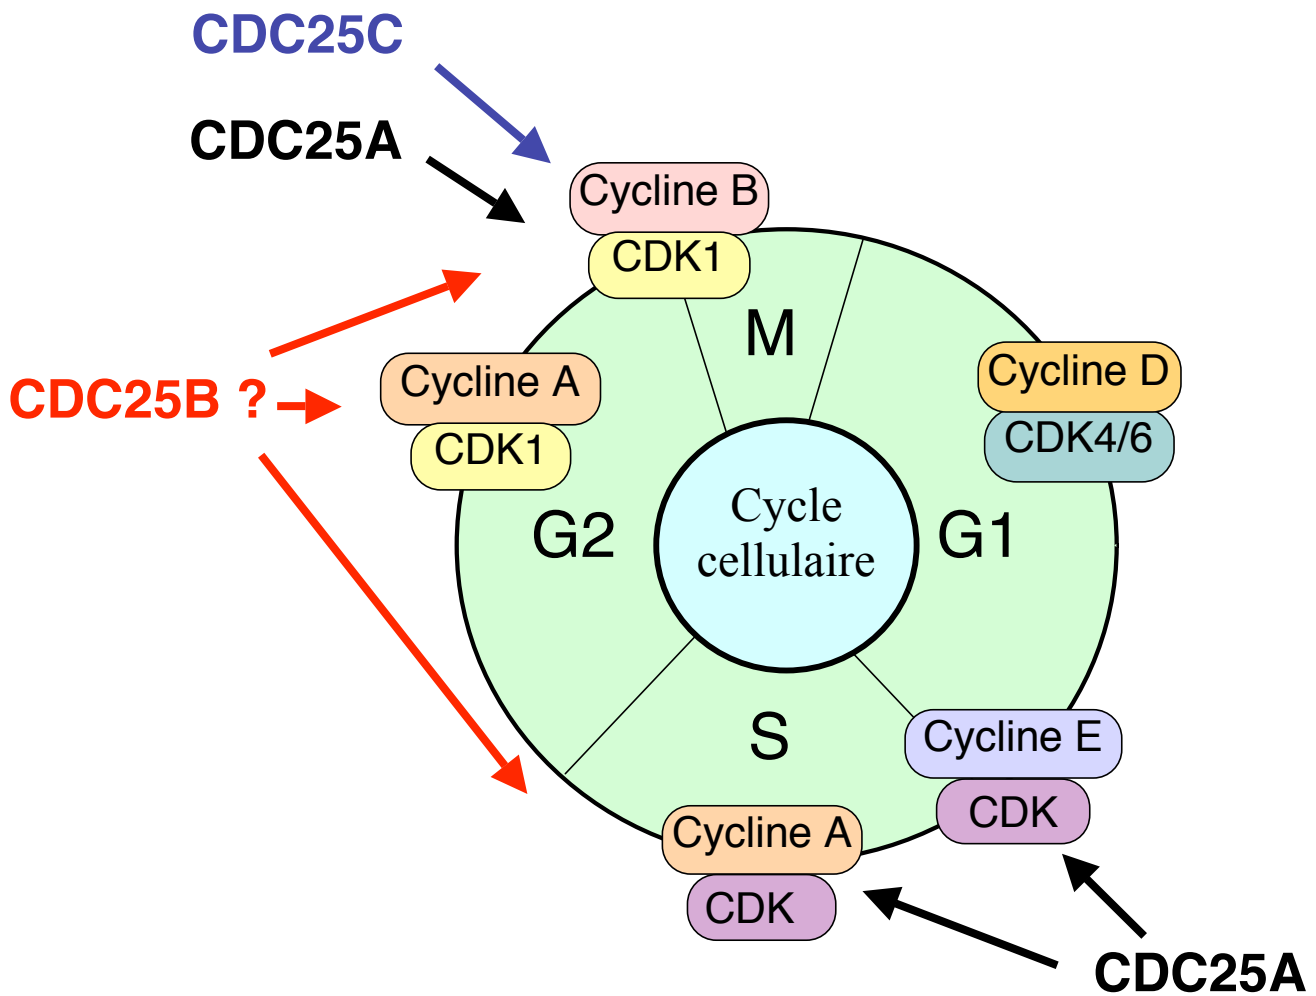 CDC25C
CDC25A
Cycline B
CDK1
M
Cycline A
CDK1
CDC25B ?
Cycline D
CDK4/6
Cycle
cellulaire
G2
G1
S
Cycline E
CDK
Cycline A
CDK
CDC25A